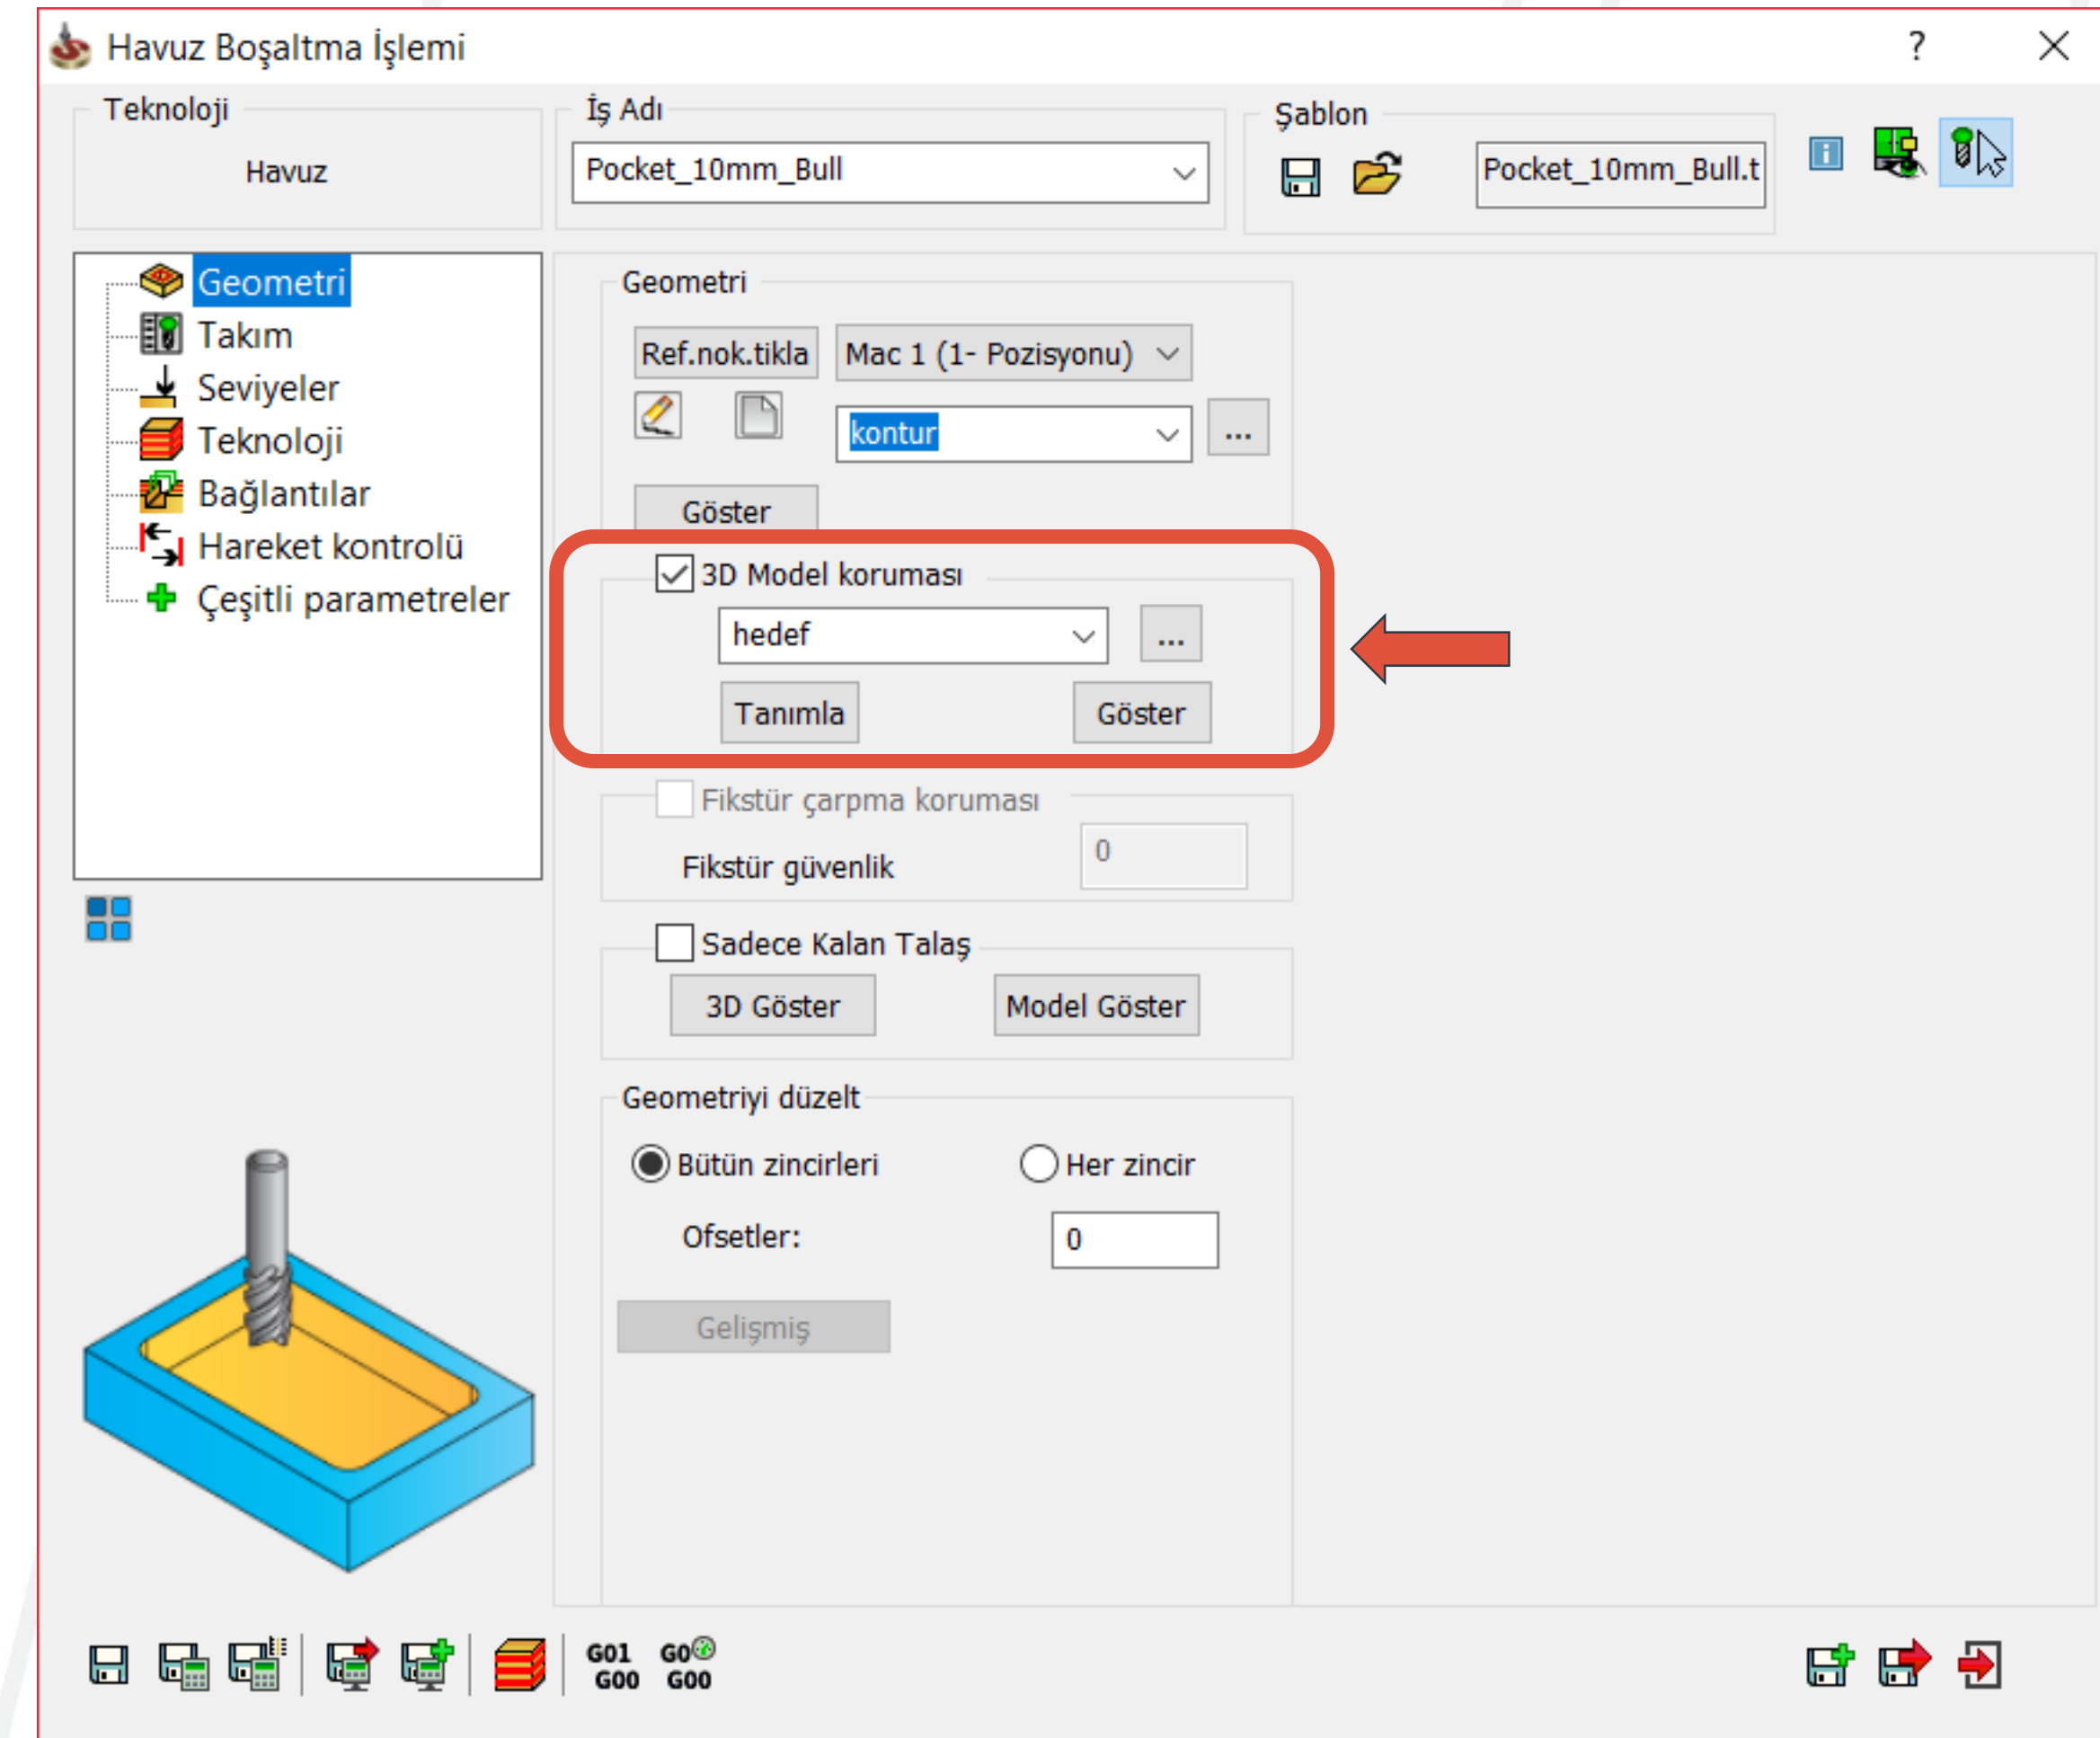 Havuz Boşaltma İşlemi
?
Teknoloji
Havuz
İş Adı
Pocket_10mm_Bull
Şablon
Pocket_10mm_Bull.t
Geometri
Takım
Seviyeler
Teknoloji
Bağlantılar
Hareket kontrolü
Çeşitli parametreler
Geometri
Ref.nok.tikla
Mac 1 (1- Pozisyonu)
kontur
...
Göster
3D Model koruması
hedef
...
Tanımla
Göster
Fikstür çarpma koruması
Fikstür güvenlik
0
Sadece Kalan Talaş
3D Göster
Model Göster
Geometriyi düzelt
Bütün zincirleri
Her zincir
Ofsetler:
0
Gelişmiş
G01
G00
G0
G00